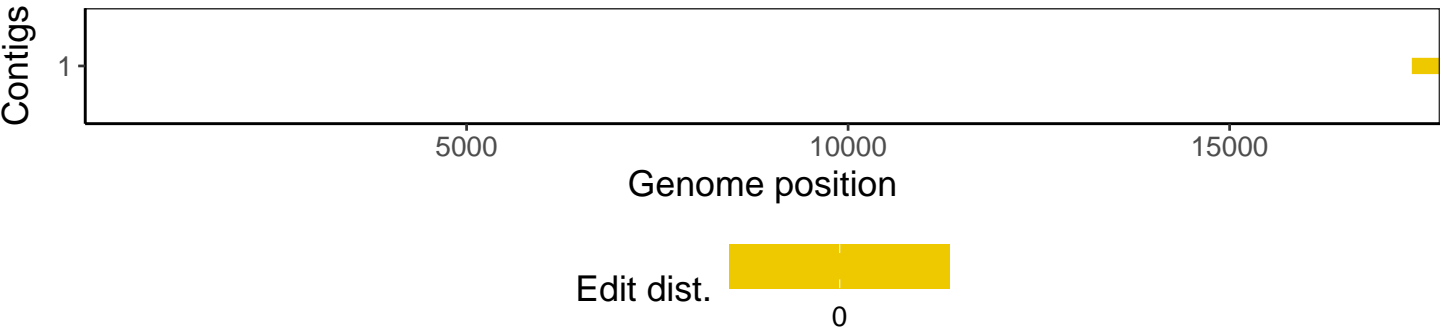 Contigs
1
5000 10000 15000
Genome position
Edit dist.
0